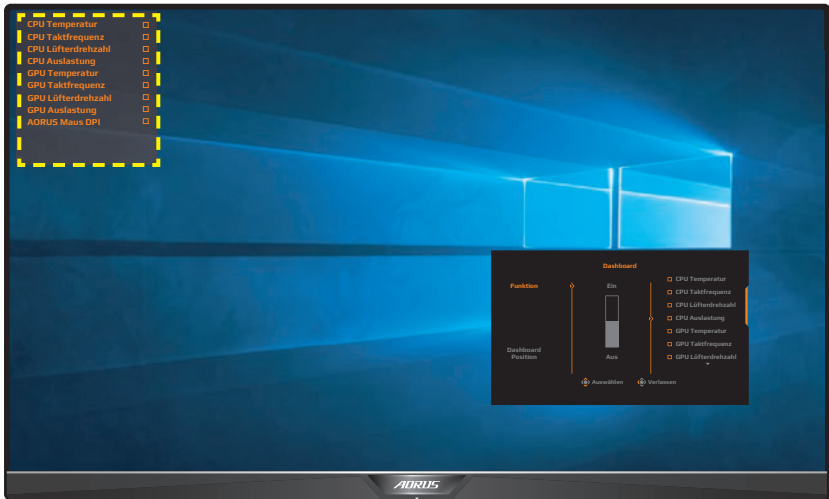 CPU Temperatur
CPU Taktfrequenz
CPU Lüfterdrehzahl
CPU Auslastung
GPU Temperatur
GPU Taktfrequenz
GPU Lüfterdrehzahl
GPU Auslastung
AORUS Maus DPI
Dashboard
Funktion
Ein
Aus
Dashboard
Position
CPU Temperatur
CPU Taktfrequenz
CPU Lüfterdrehzahl
CPU Auslastung
GPU Temperatur
GPU Taktfrequenz
GPU Lüfterdrehzahl
Auswählen Verlassen
AORUS